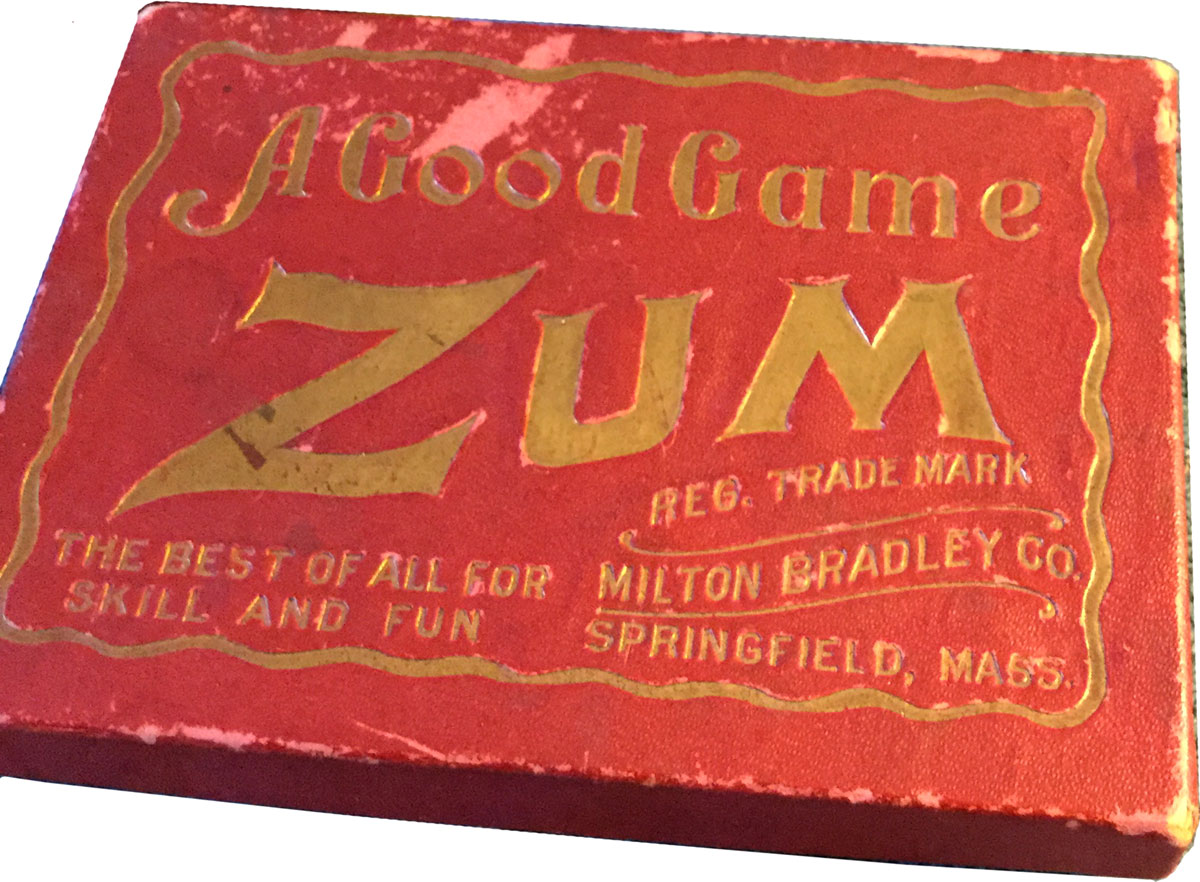 A Good Game
ZUM
REG. TRADE MARK
THE BEST OF ALL FOR
SKILL AND FUN
MILTON BRADLEY CO.
SPRINGFIELD, MASS.